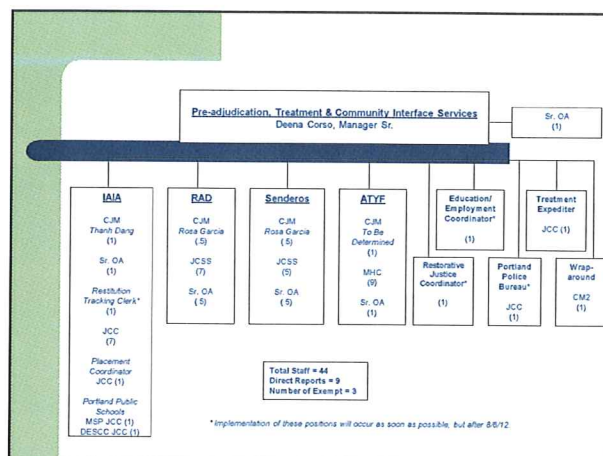 Pre-adjudication, Treatment & Community Interface Services
Deena Corso, Manager Sr.
Sr. OA
(1)
IAIA
CJM
Thanh Dang
(1)
Sr. OA
(1)
Restitution
Tracking Clerk*
(1)
JCC
(7)
Placement
Coordinator
JCC (1)
Portland Public
Schools
MSP JCC (1)
DESCC JCC (1)
RAD
CJM
Rosa Garcia
(.5)
JCSS
(7)
Sr. OA
(.5)
Senderos
CJM
Rosa Garcia
(.5)
JCSS
(5)
Sr. OA
(.5)
ATYF
CJM
To Be
Determined
(1)
MHC
(9)
Sr. OA
(1)
Education/
Employment
Coordinator*
(1)
Restorative
Justice
Coordinator*
(1)
Treatment
Expediter
JCC (1)
Portland
Police
Bureau*
JCC
(1)
Wrap-
around
CM2
(1)
Total Staff = 44
Direct Reports = 9
Number of Exempt = 3
* Implementation of these positions will occur as soon as possible, but after 8/6/12